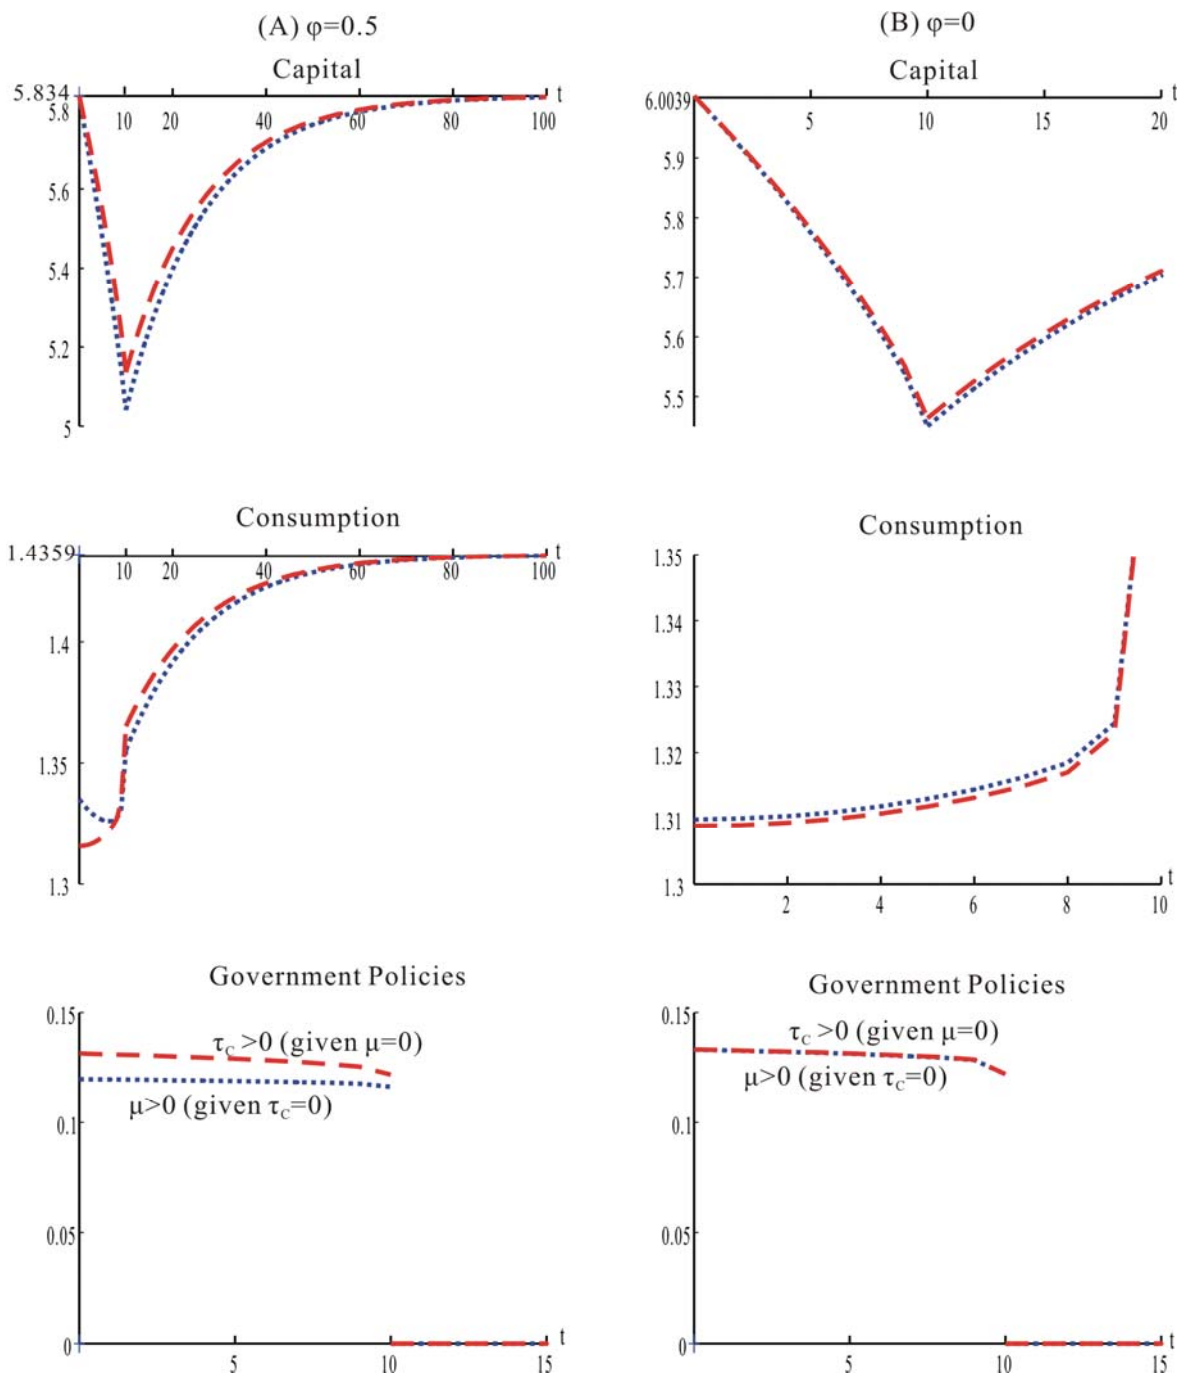 (A) φ=0.5
Capital
5.834
5.8
5.6
5.4
5.2
5
10 20 40 60 80 100 t
Consumption
1.4359
1.4
1.35
1.3
10 20 40 60 80 100 t
Government Policies
0.15
0.1
0.05
0
τC >0 (given μ=0)
μ>0 (given τC=0)
5 10 15 t
(B) φ=0
Capital
6.0039
5.9
5.8
5.7
5.6
5.5
5 10 15 20 t
Consumption
1.35
1.34
1.33
1.32
1.31
1.3
2 4 6 8 10 t
Government Policies
0.15
0.1
0.05
0
τC >0 (given μ=0)
μ>0 (given τC=0)
5 10 15 t